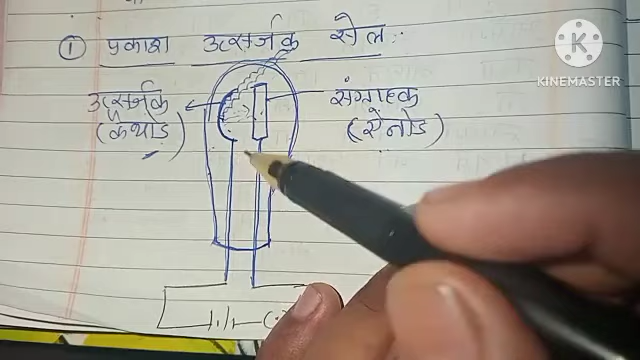 ① प्रकाश उत्सर्जक सेल :
उत्सर्जक
(कैथोड)
संग्राहक
(ऐनोड)
KINEMASTER